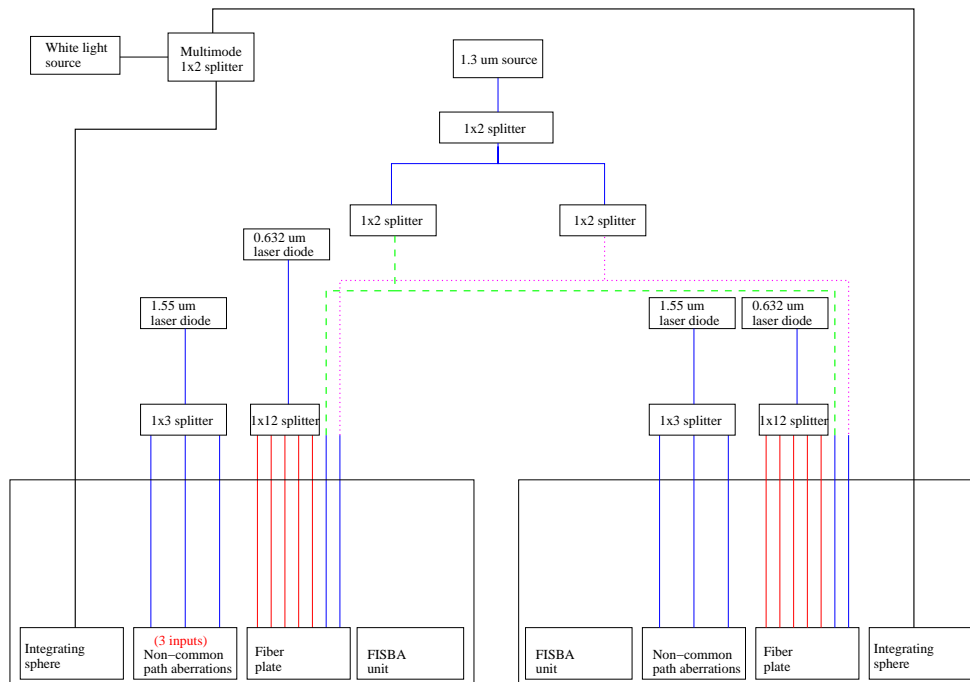 White light
source
Multimode
1x2 splitter
1.3 um source
1x2 splitter
1x2 splitter
1x2 splitter
0.632 um
laser diode
1.55 um
laser diode
1.55 um
laser diode
0.632 um
laser diode
1x3 splitter
1x12 splitter
1x3 splitter
1x12 splitter
Integrating
sphere
(3 inputs)
Non−common
path aberrations
Fiber
plate
FISBA
unit
FISBA
unit
Non−common
path aberrations
Fiber
plate
Integrating
sphere